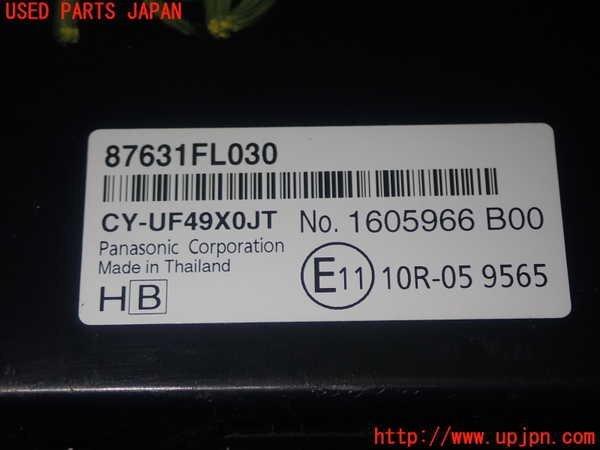 USED PARTS JAPAN
87631FL030
CY-UF49X0JT No. 1605966 B00
Panasonic Corporation
Made in Thailand
H B
E11 10R-05 9565
http://www.upjpn.com/